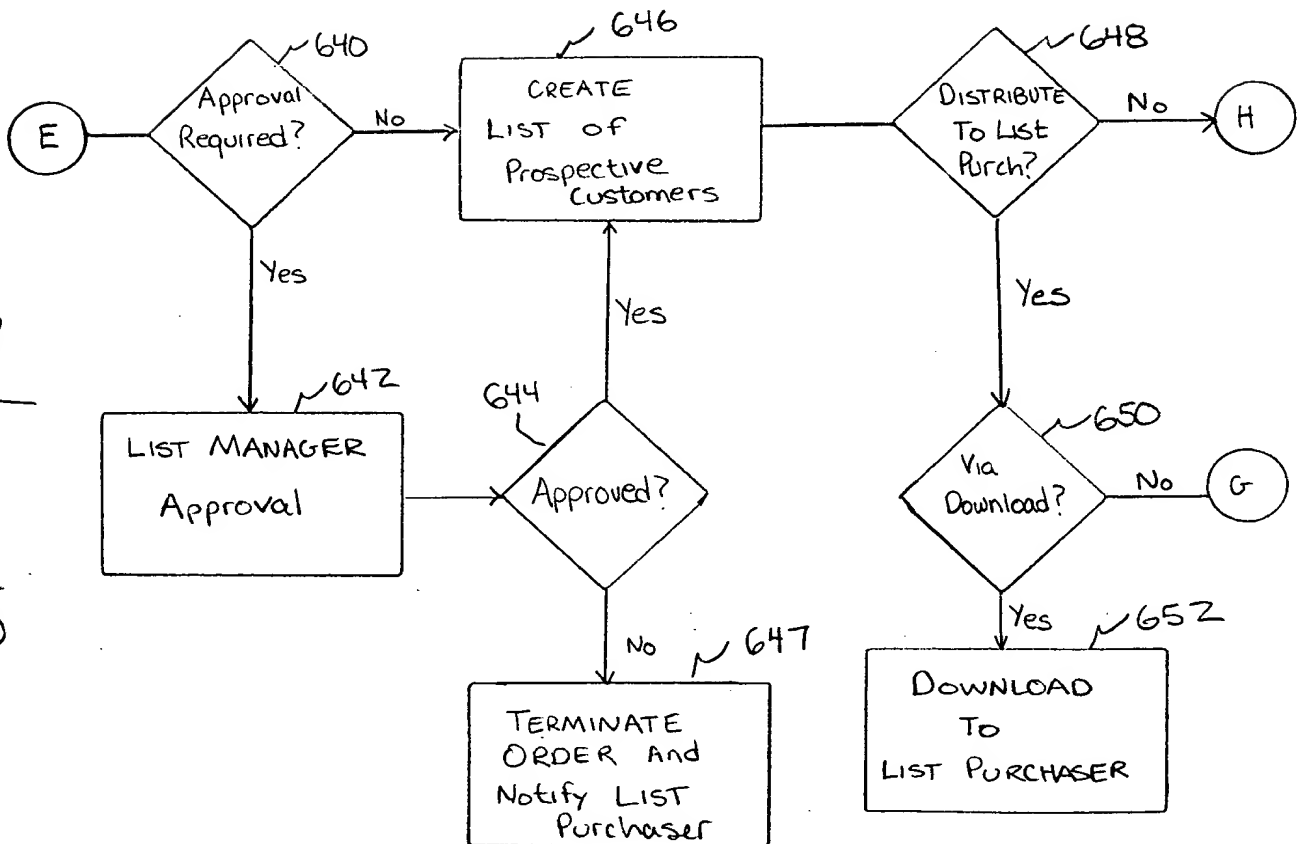 640
646
648
E
Approval
Required?
No
CREATE
LIST of
Prospective
Customers
DISTRIBUTE
To List
Purch?
No
H
Yes
Yes
Yes
642
644
650
LIST MANAGER
Approval
Approved?
Via
Download?
No
G
No
647
Yes
652
TERMINATE
ORDER And
Notify LIST
Purchaser
DOWNLOAD
To
LIST PURCHASER